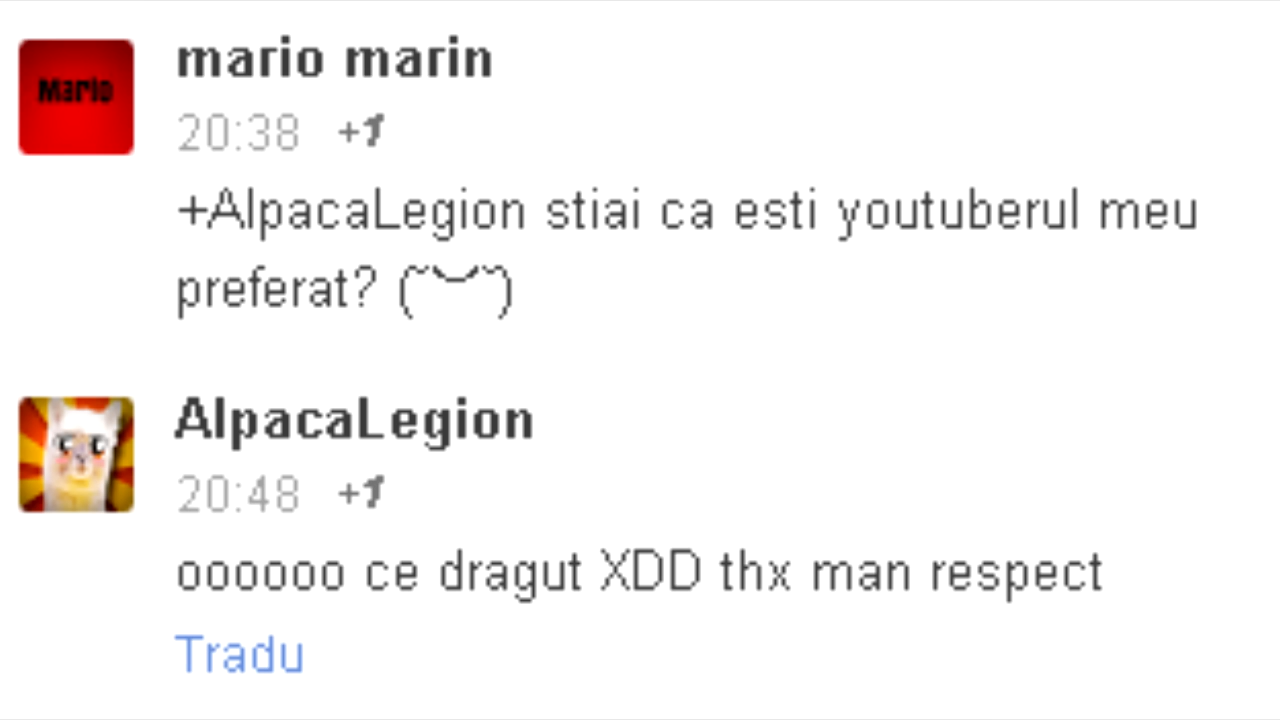 Mario
mario marin
20:38 +1
+AlpacaLegion stiai ca esti youtuberul meu
preferat? (˘︶˘)
AlpacaLegion
20:48 +1
oooooo ce dragut XDD thx man respect
Tradu